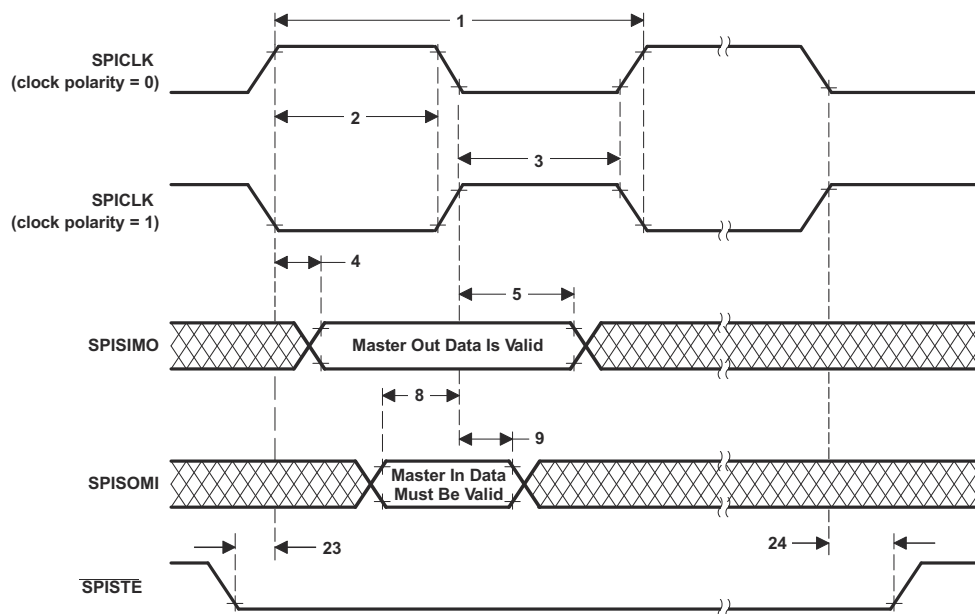 1
SPICLK
(clock polarity = 0)
2
3
SPICLK
(clock polarity = 1)
4
5
SPISIMO
Master Out Data Is Valid
8
9
SPISOMI
Master In Data
Must Be Valid
23
24
SPISTE